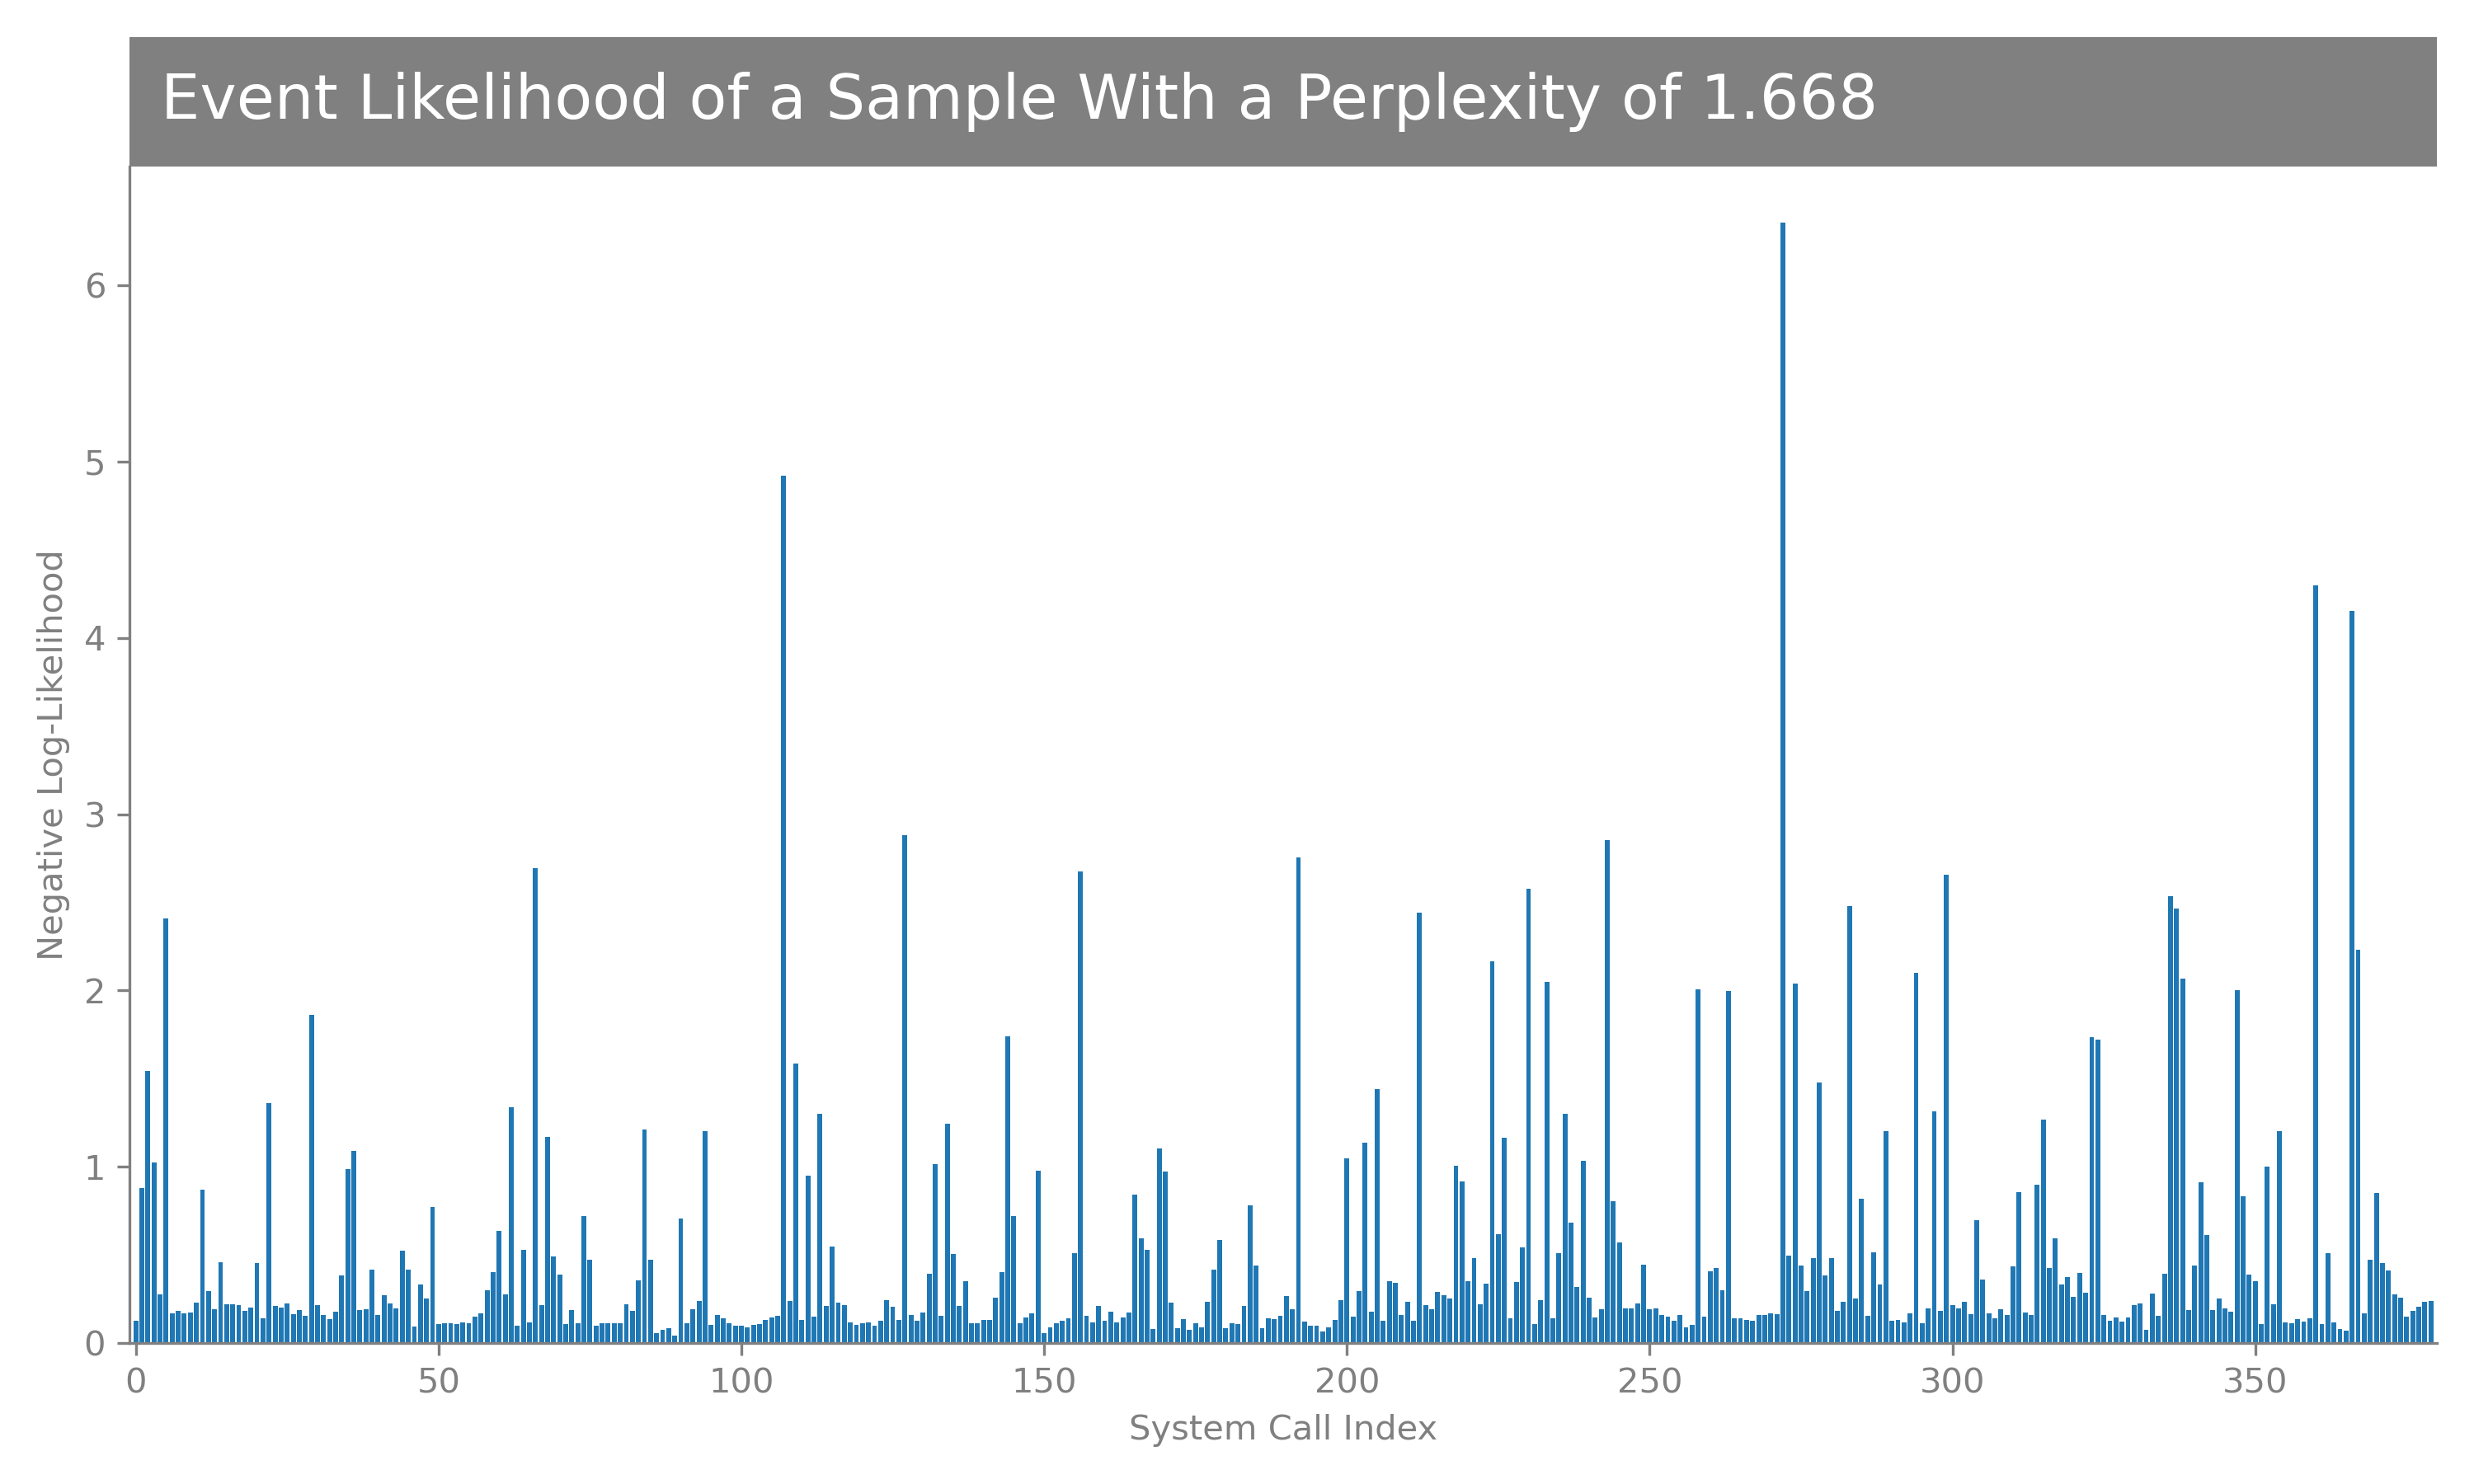 Event Likelihood of a Sample With a Perplexity of 1.668
6
5
4
3
2
1
0
Negative Log-Likelihood
0 50 100 150 200 250 300 350
System Call Index